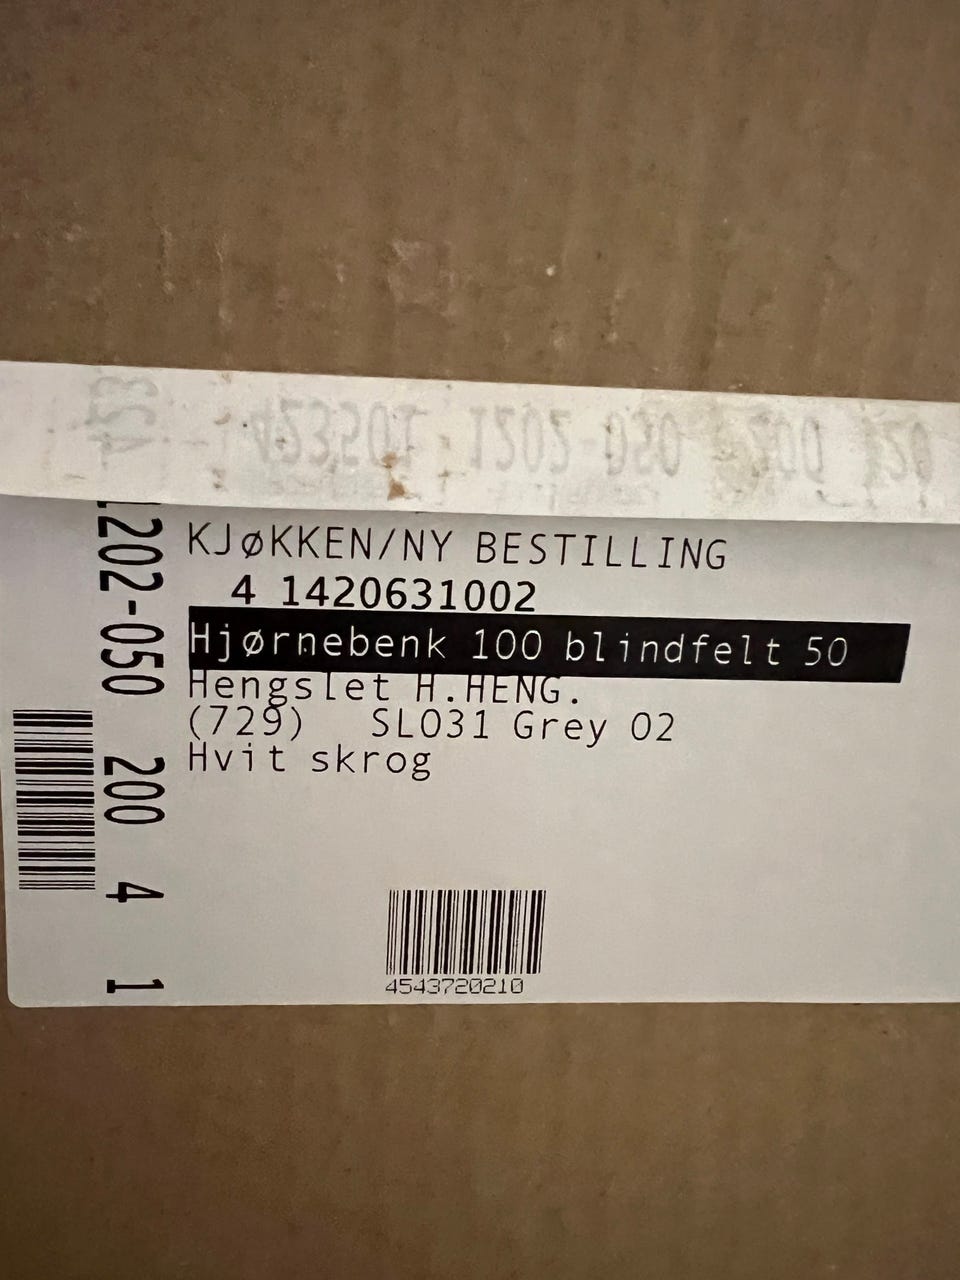 KJØKKEN/NY BESTILLING
4 1420631002
Hjørnebenk 100 blindfelt 50
Hengslet H.HENG.
(729) SL031 Grey 02
Hvit skrog
4543720210
1202-050 200 4 1